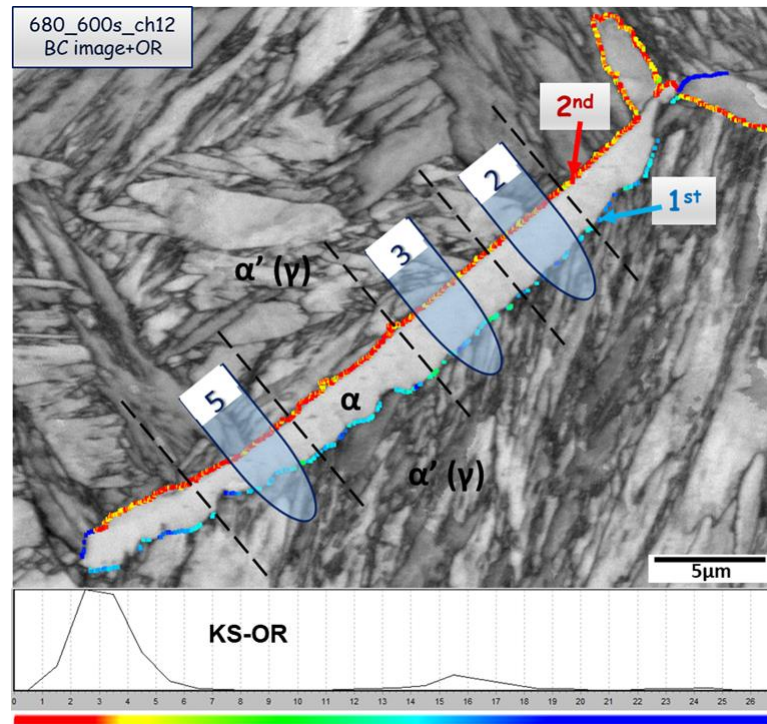 680_600s_ch12
BC image+OR
2nd
1st
2
3
α' (γ)
5
α
α' (γ)
5µm
KS-OR
0 1 2 3 4 5 6 7 8 9 10 11 12 13 14 15 16 17 18 19 20 21 22 23 24 25 26